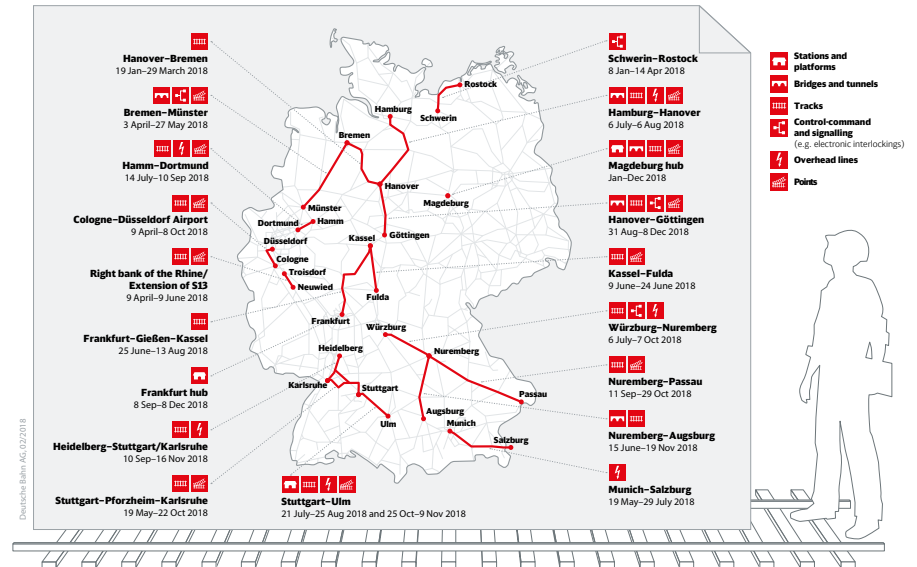 Hanover–Bremen
19 Jan–29 March 2018
Bremen–Münster
3 April–27 May 2018
Hamm–Dortmund
14 July–10 Sep 2018
Cologne–Düsseldorf Airport
9 April–8 Oct 2018
Right bank of the Rhine/
Extension of S13
9 April–9 June 2018
Frankfurt–Gießen–Kassel
25 June–13 Aug 2018
Frankfurt hub
8 Sep–8 Dec 2018
Heidelberg–Stuttgart/Karlsruhe
10 Sep–16 Nov 2018
Stuttgart-Pforzheim-Karlsruhe
19 May–22 Oct 2018
Stuttgart–Ulm
21 July–25 Aug 2018 and 25 Oct–9 Nov 2018
Rostock
Schwerin
Hamburg
Bremen
Hanover
Magdeburg
Münster
Hamm
Dortmund
Göttingen
Kassel
Düsseldorf
Cologne
Troisdorf
Neuwied
Fulda
Frankfurt
Würzburg
Heidelberg
Nuremberg
Karlsruhe
Stuttgart
Passau
Ulm
Augsburg
Munich
Salzburg
Schwerin–Rostock
8 Jan–14 Apr 2018
Hamburg–Hanover
6 July–6 Aug 2018
Magdeburg hub
Jan–Dec 2018
Hanover–Göttingen
31 Aug–8 Dec 2018
Kassel–Fulda
9 June–24 June 2018
Würzburg–Nuremberg
6 July–7 Oct 2018
Nuremberg–Passau
11 Sep–29 Oct 2018
Nuremberg–Augsburg
15 June–19 Nov 2018
Munich–Salzburg
19 May–29 July 2018
Stations and
platforms
Bridges and tunnels
Tracks
Control-command
and signalling
(e.g. electronic interlockings)
Overhead lines
Points
Deutsche Bahn AG, 02/2018